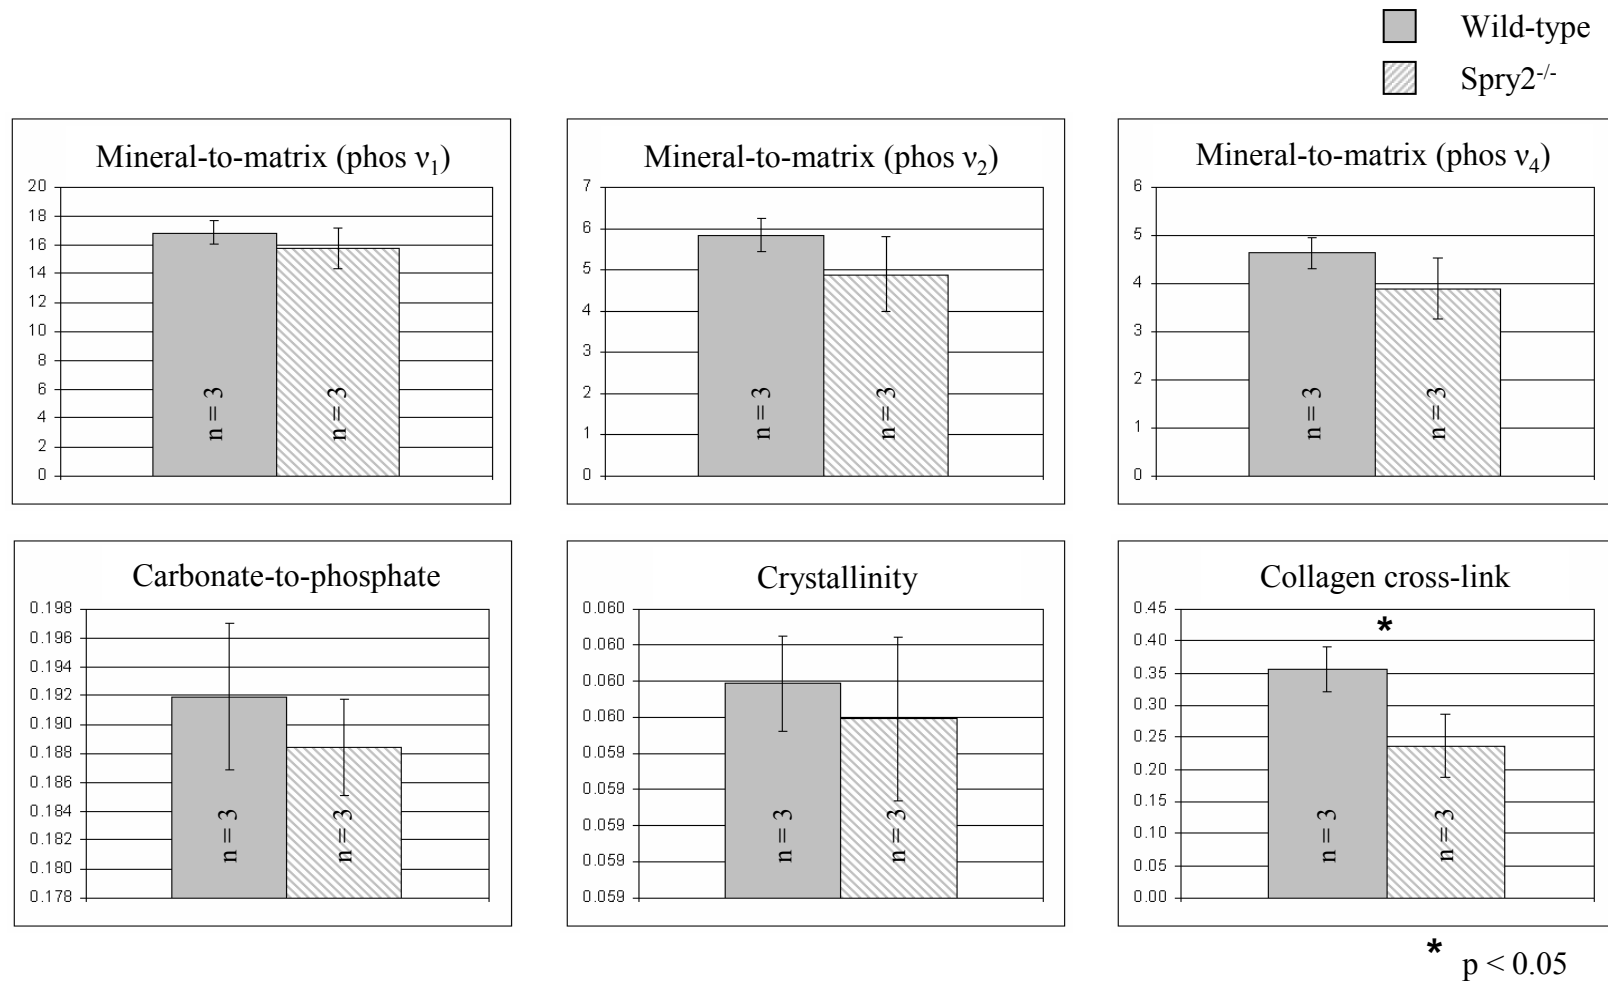 Wild-type
Spry2-/-
Mineral-to-matrix (phos ν1)
20
18
16
14
12
10
8
6
4
2
0
n = 3
n = 3
Mineral-to-matrix (phos ν2)
7
6
5
4
3
2
1
0
n = 3
n = 3
Mineral-to-matrix (phos ν4)
6
5
4
3
2
1
0
n = 3
n = 3
Carbonate-to-phosphate
0.198
0.196
0.194
0.192
0.190
0.188
0.186
0.184
0.182
0.180
0.178
n = 3
n = 3
Crystallinity
0.060
0.060
0.060
0.060
0.059
0.059
0.059
0.059
0.059
n = 3
n = 3
Collagen cross-link
0.45
0.40
0.35
0.30
0.25
0.20
0.15
0.10
0.05
0.00
*
n = 3
n = 3
* p < 0.05